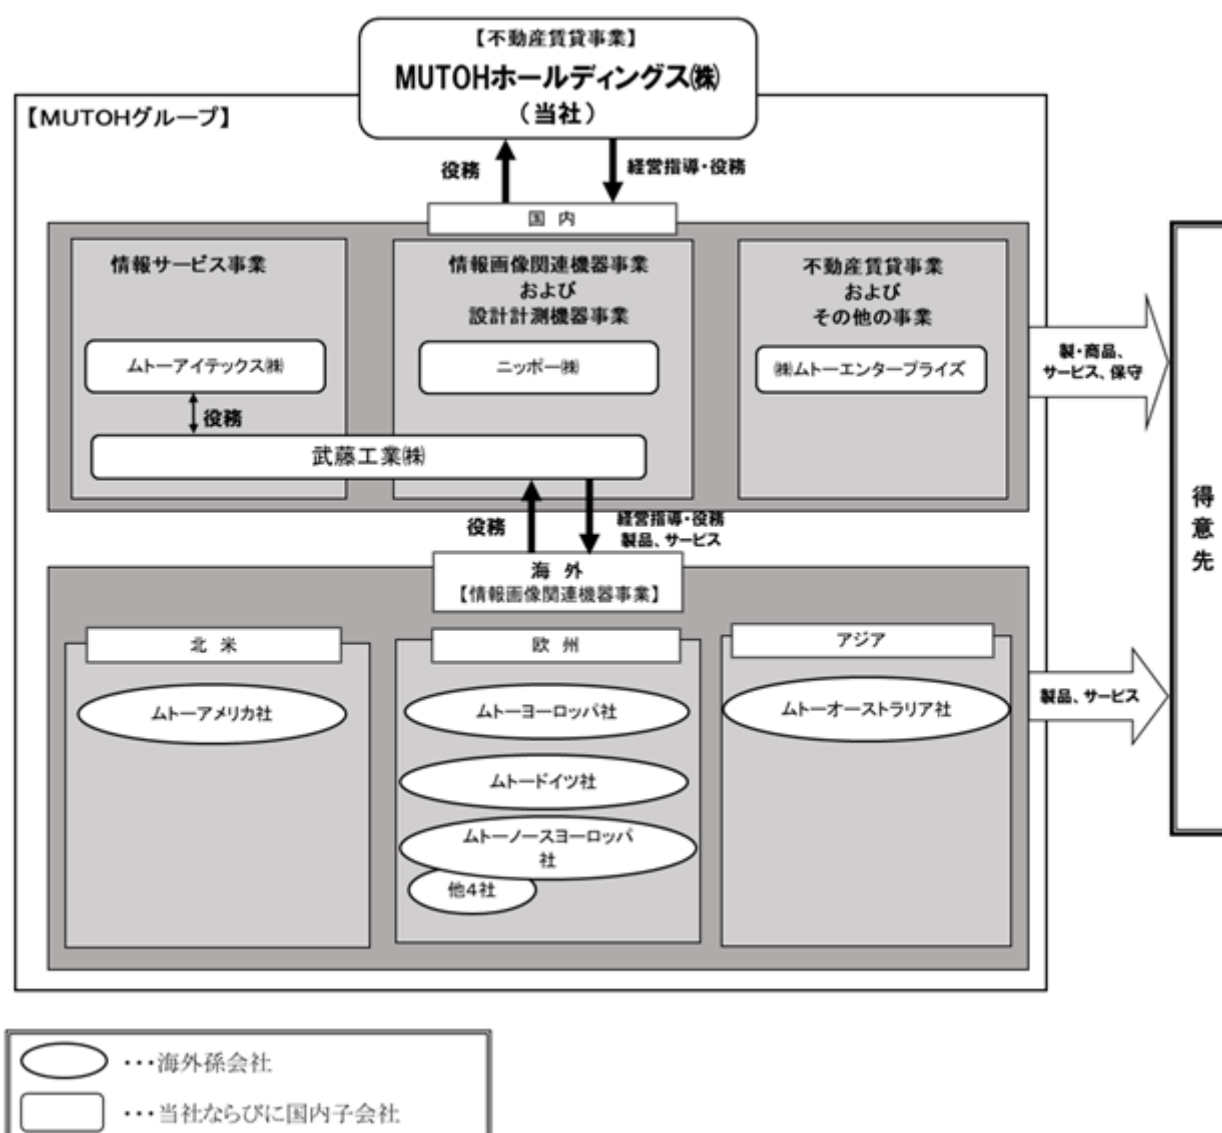 【不動産賃貸事業】
MUTOHホールディングス㈱
（当社）
【MUTOHグループ】
役務
経営指導・役務
国 内
情報サービス事業
情報画像関連機器事業
および
設計計測機器事業
不動産賃貸事業
および
その他の事業
ムトーアイテックス㈱
ニッポー㈱
㈱ムトーエンタープライズ
役務
武藤工業㈱
製・商品、
サービス、保守
役務
経営指導・役務
製品、サービス
得意先
海 外
【情報画像関連機器事業】
北 米
欧 州
アジア
ムトーアメリカ社
ムトーヨーロッパ社
ムトーオーストラリア社
製品、サービス
ムトードイツ社
ムトーノースヨーロッパ
社
他4社
･･･海外孫会社
･･･当社ならびに国内子会社